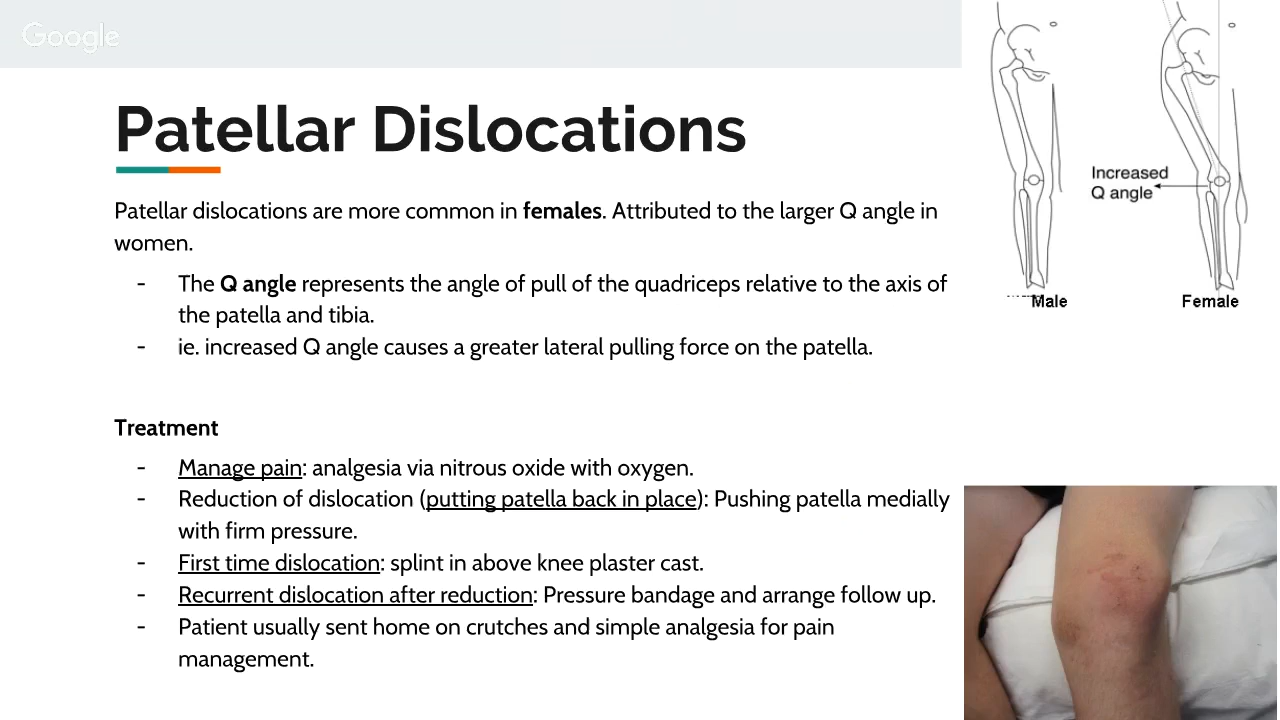 Google
Patellar Dislocations
Patellar dislocations are more common in females. Attributed to the larger Q angle in
women.
- The Q angle represents the angle of pull of the quadriceps relative to the axis of
the patella and tibia.
- ie. increased Q angle causes a greater lateral pulling force on the patella.
Treatment
- Manage pain: analgesia via nitrous oxide with oxygen.
- Reduction of dislocation (putting patella back in place): Pushing patella medially
with firm pressure.
- First time dislocation: splint in above knee plaster cast.
- Recurrent dislocation after reduction: Pressure bandage and arrange follow up.
- Patient usually sent home on crutches and simple analgesia for pain
management.
Increased
Q angle
Male
Female